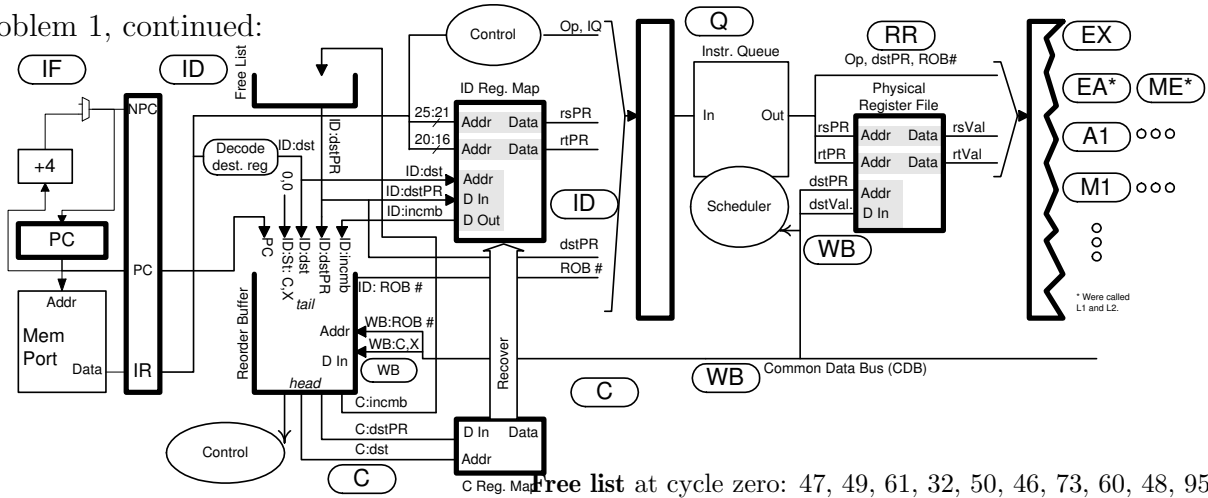 oblem 1, continued:
IF
ID
Free List
Control
Op, IQ
Q
Instr. Queue
RR
Op, dstPR, ROB#
Physical
Register File
EX
EA*
ME*
A1
M1
* Were called
L1 and L2.
NPC
+4
PC
PC
Addr
Mem
Port
Data
IR
Decode
dest. reg
ID:dst
ID:dstPR
25:21
20:16
ID Reg. Map
Addr Data
Addr Data
Addr
D In
D Out
rsPR
rtPR
ID:dst
ID:dstPR
ID:incmb
ID
dstPR
ROB #
In
Out
Scheduler
rsPR
rtPR
dstPR
dstVal.
Addr Data
Addr Data
Addr
D In
rsVal
rtVal
WB
0,0
PC
ID:St: C,X
ID:dst
ID:dstPR
ID:incmb
tail
ID: ROB #
Reorder Buffer
Addr
D In
WB:ROB #
WB:C,X
WB
head
Recover
WB
Common Data Bus (CDB)
C
C:incmb
C:dstPR
C:dst
Control
C
D In Data
Addr
C Reg. Map
Free list at cycle zero: 47, 49, 61, 32, 50, 46, 73, 60, 48, 95